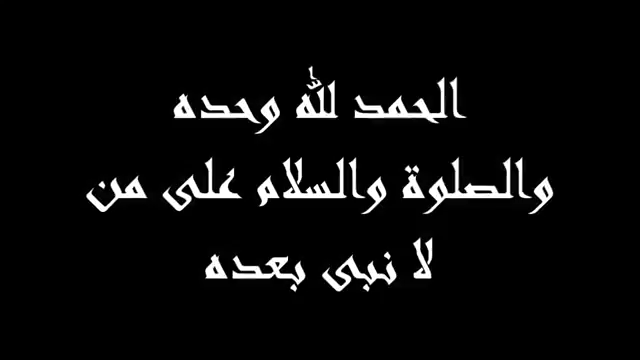 الحمد لله وحده
والصلوة والسلام على من
لا نبى بعده